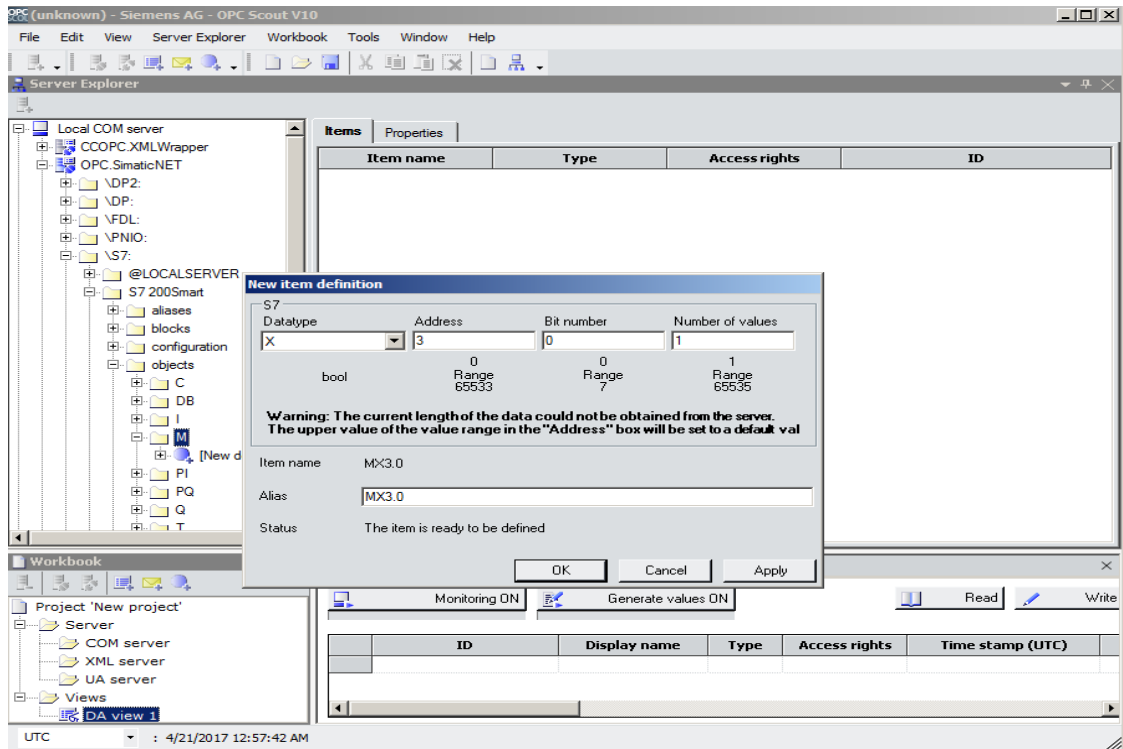 (unknown) - Siemens AG - OPC Scout V10
File Edit View Server Explorer Workbook Tools Window Help
Server Explorer
Local COM server
CCOPC.XMLWrapper
OPC.SimaticNET
\DP2:
\DP:
\FDL:
\PNIO:
\S7:
@LOCALSERVER
S7 200Smart
aliases
blocks
configuration
objects
C
DB
I
M
[New d
PI
PQ
Q
T
Items Properties
Item name Type Access rights ID
New item definition
S7
Datatype Address Bit number Number of values
X 3 0 1
0 0 1
bool Range Range Range
65533 7 65535
Warning: The current length of the data could not be obtained from the server.
The upper value of the value range in the "Address" box will be set to a default val
Item name MX3.0
Alias MX3.0
Status The item is ready to be defined
OK Cancel Apply
Workbook
Project 'New project'
Server
COM server
XML server
UA server
Views
DA view 1
Monitoring ON Generate values ON Read Write
ID Display name Type Access rights Time stamp (UTC)
UTC : 4/21/2017 12:57:42 AM